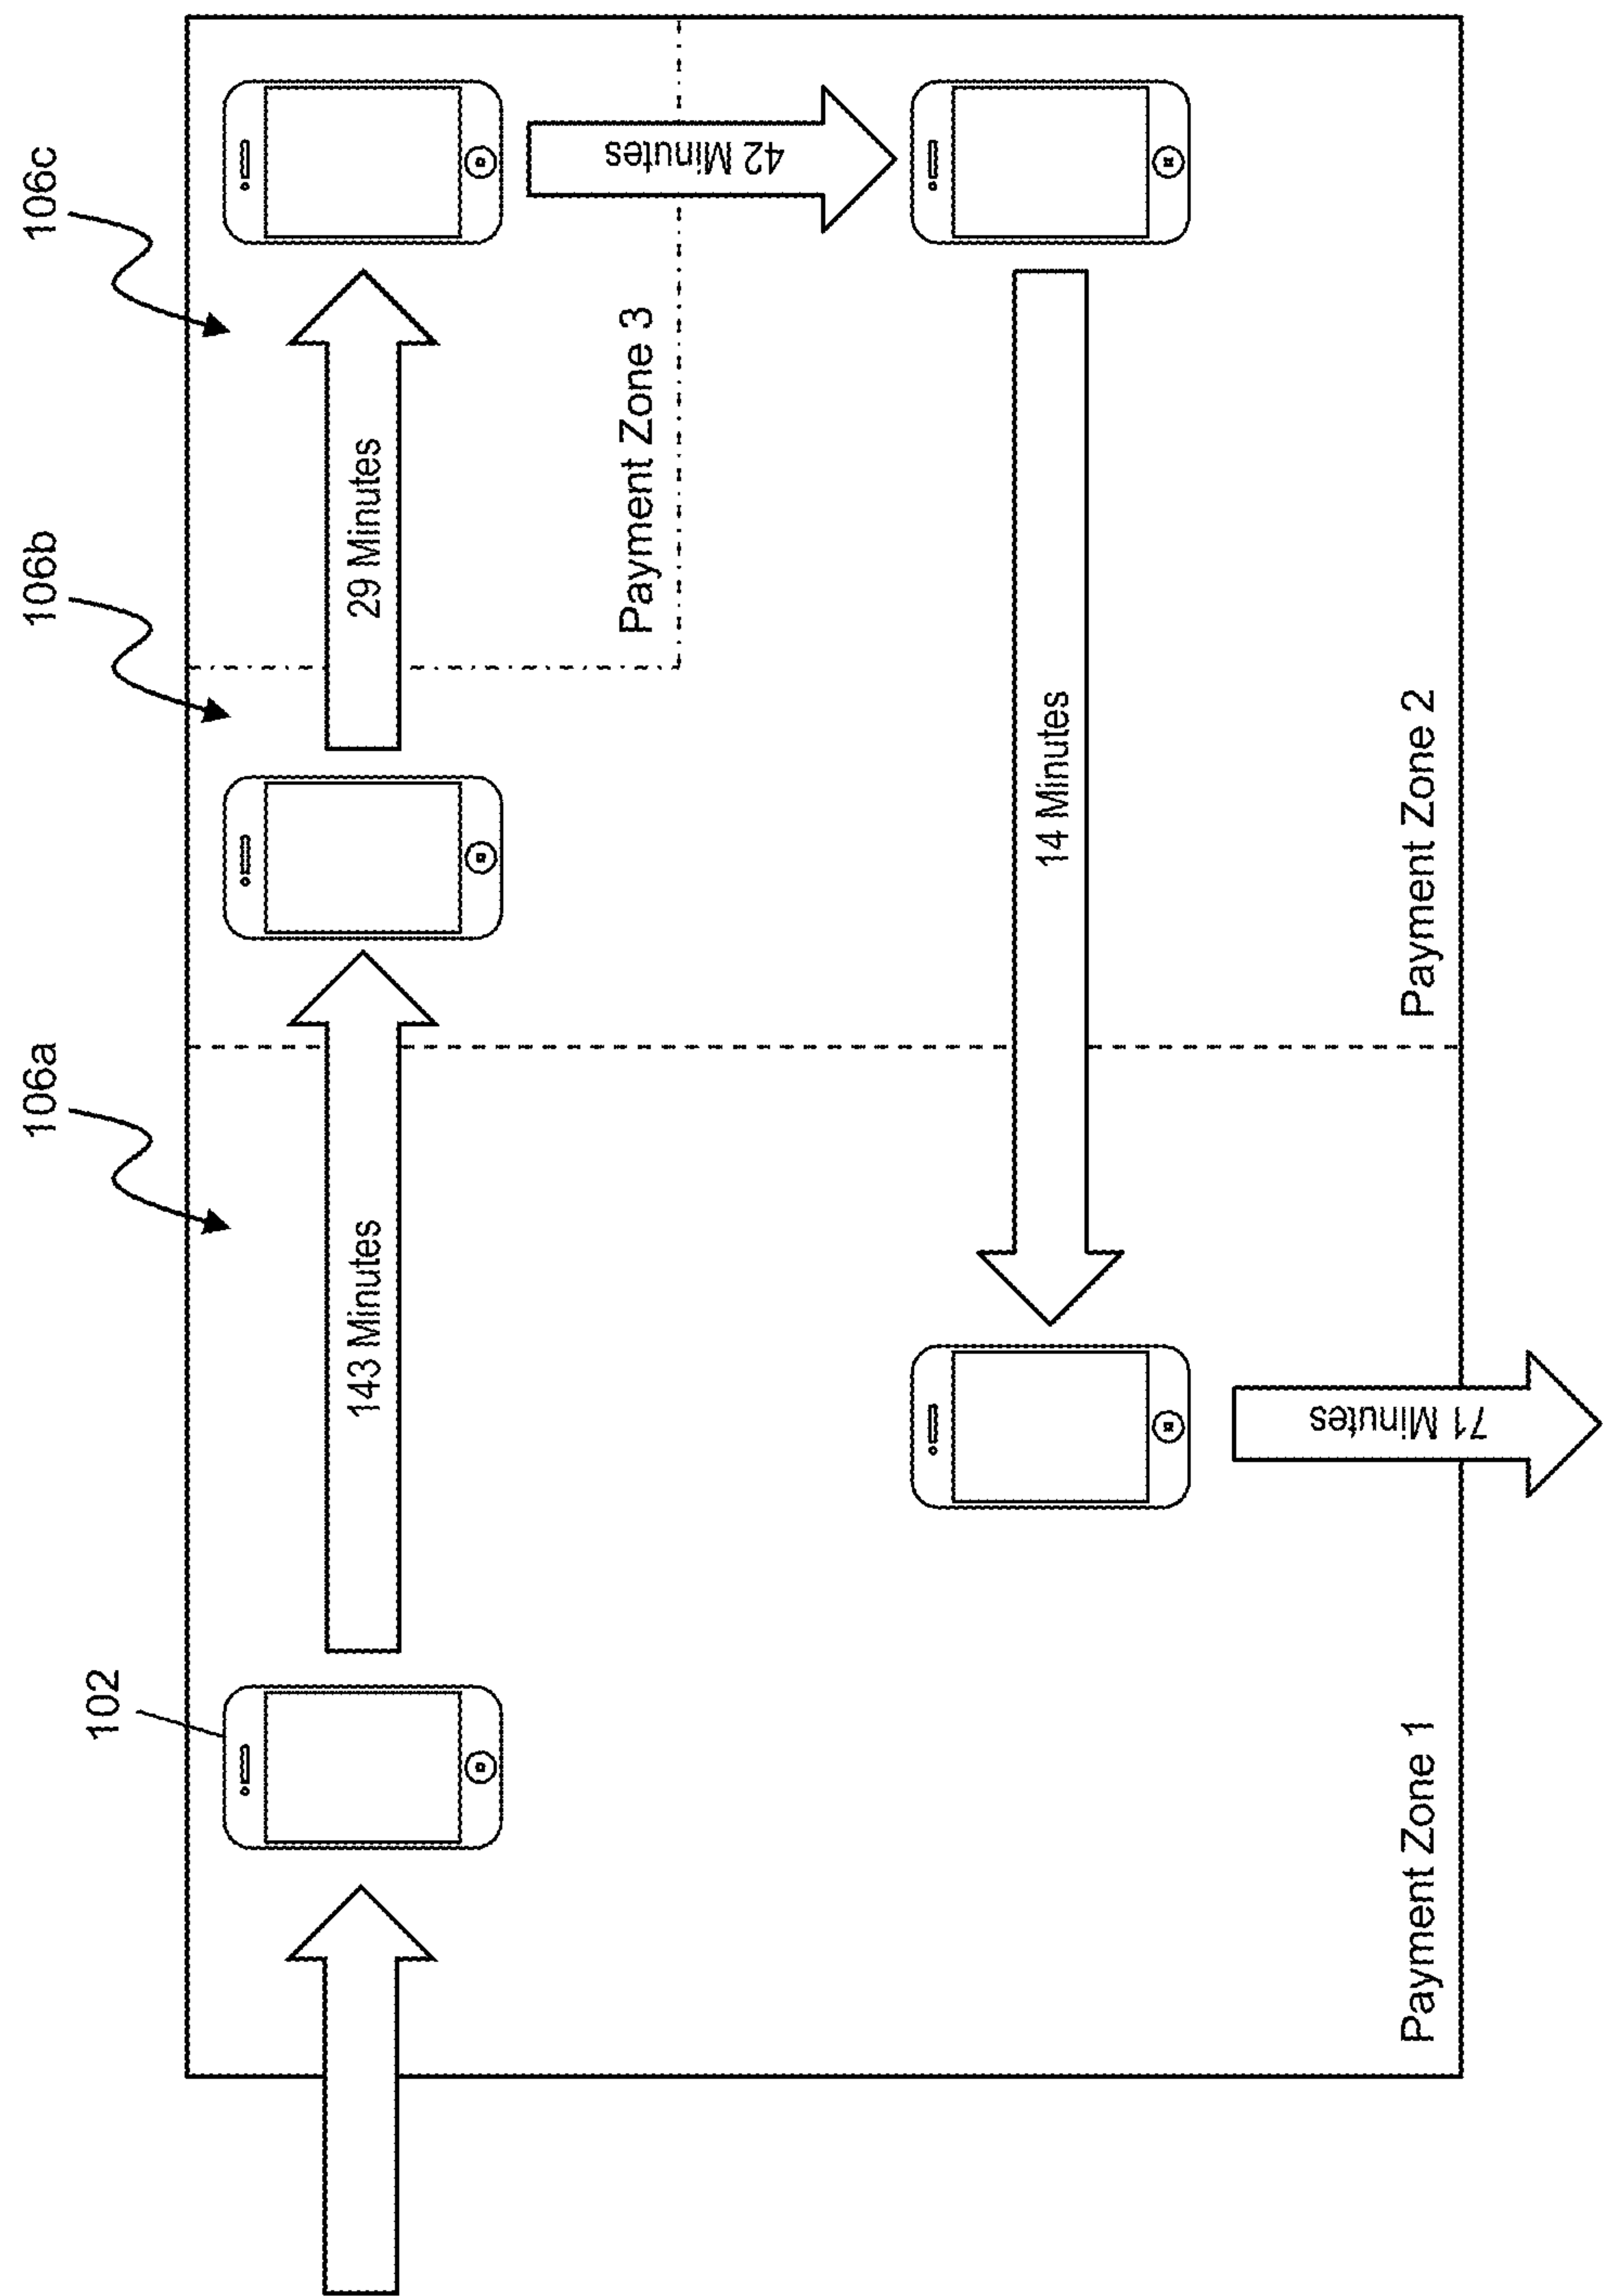 102
106a
106b
106c
143 Minutes
29 Minutes
42 Minutes
Payment Zone 3
14 Minutes
71 Minutes
Payment Zone 1
Payment Zone 2